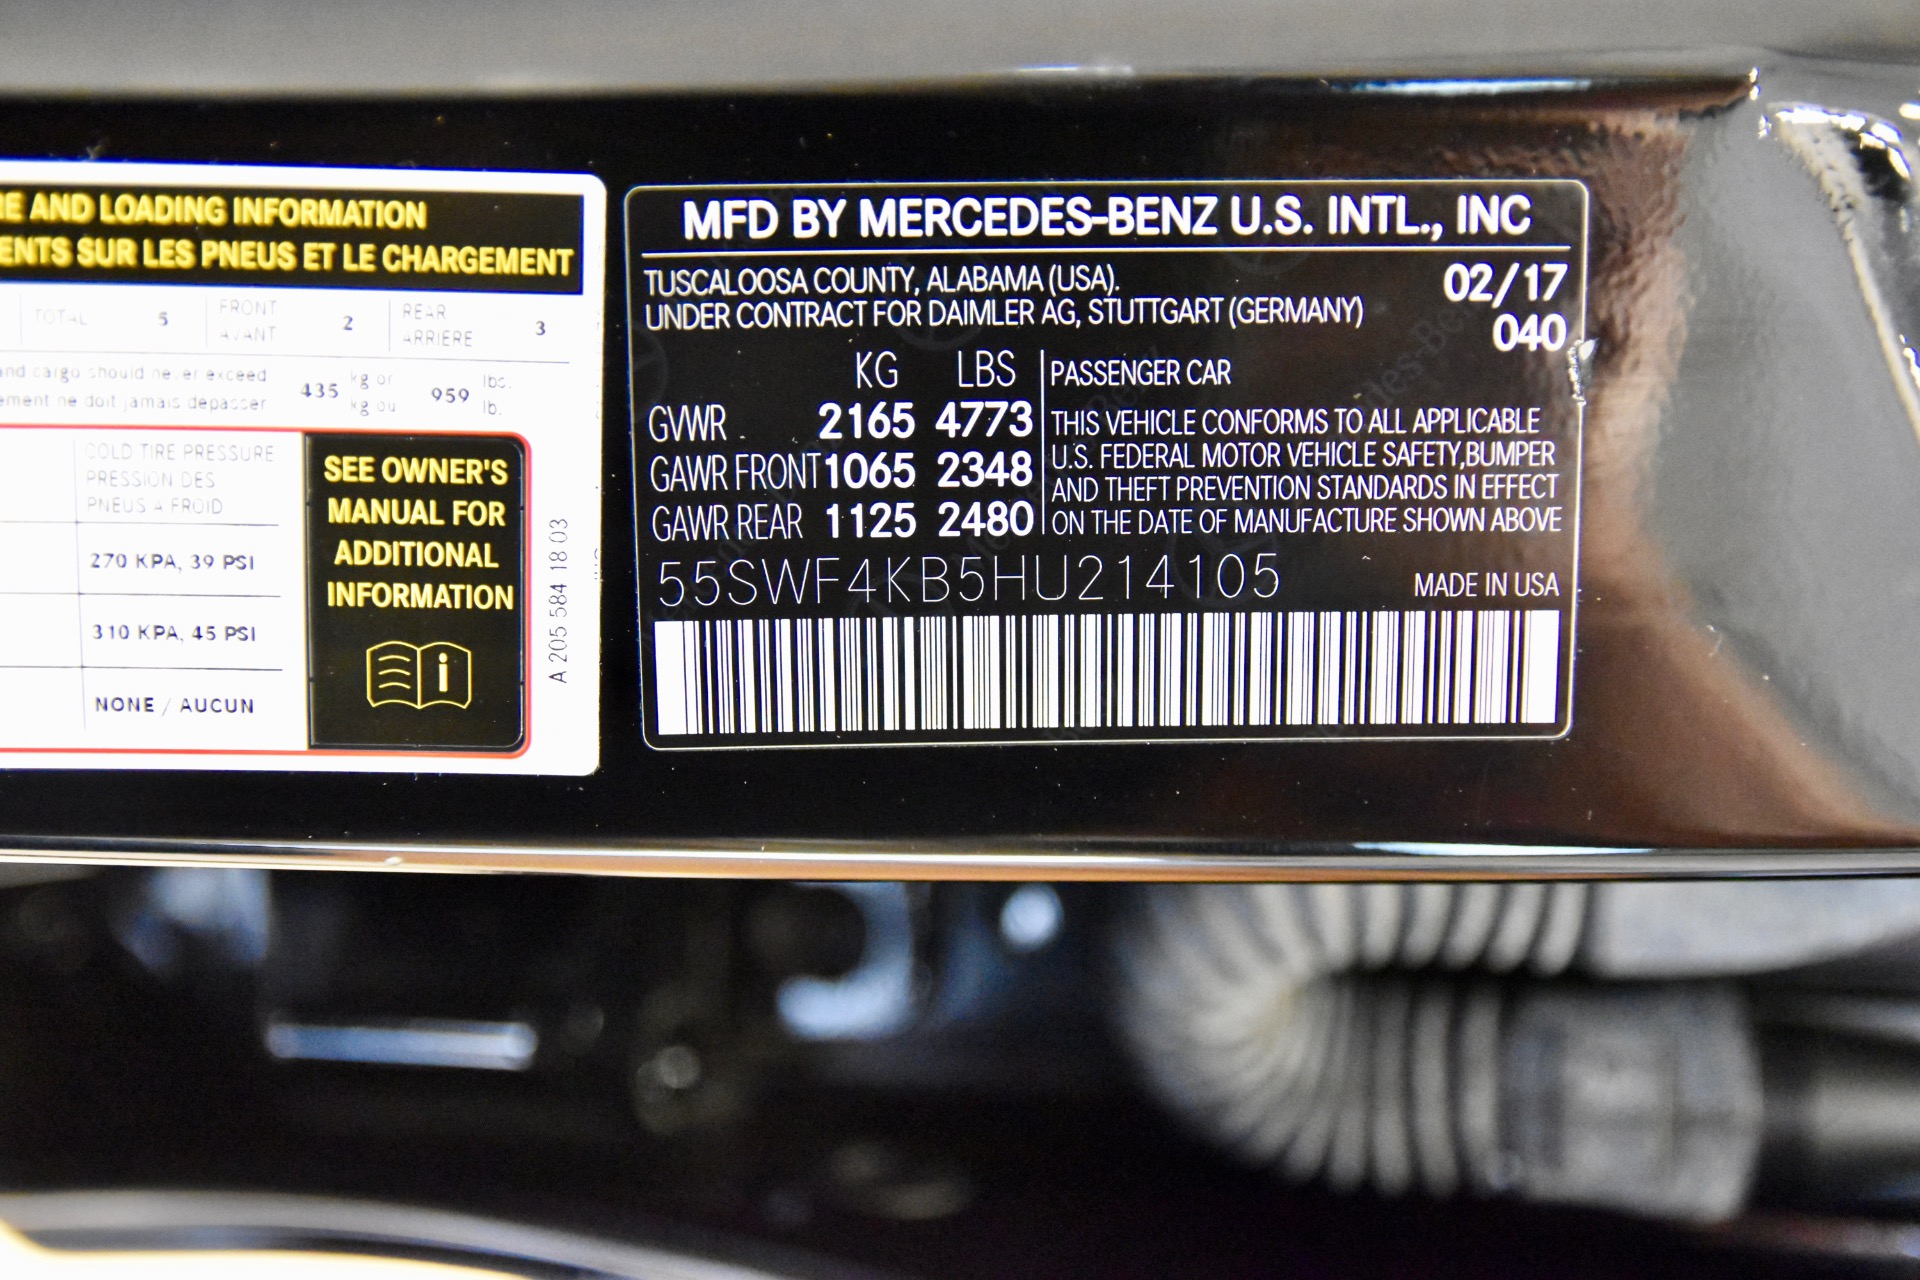 RE AND LOADING INFORMATION
ENTS SUR LES PNEUS ET LE CHARGEMENT
TOTAL 5 FRONT AVANT 2 REAR ARRIÈRE 3
and cargo should never exceed 435 kg or 959 lbs.
ement ne doit jamais depasser kg ou lb.
COLD TIRE PRESSURE
PRESSION DES
PNEUS A FROID
270 KPA, 39 PSI
310 KPA, 45 PSI
NONE / AUCUN
SEE OWNER'S
MANUAL FOR
ADDITIONAL
INFORMATION
A 205 584 18 03
MFD BY MERCEDES-BENZ U.S. INTL., INC
TUSCALOOSA COUNTY, ALABAMA (USA). 02/17
UNDER CONTRACT FOR DAIMLER AG, STUTTGART (GERMANY) 040
KG LBS PASSENGER CAR
GVWR 2165 4773
GAWR FRONT 1065 2348
GAWR REAR 1125 2480
THIS VEHICLE CONFORMS TO ALL APPLICABLE
U.S. FEDERAL MOTOR VEHICLE SAFETY,BUMPER
AND THEFT PREVENTION STANDARDS IN EFFECT
ON THE DATE OF MANUFACTURE SHOWN ABOVE
55SWF4KB5HU214105 MADE IN USA